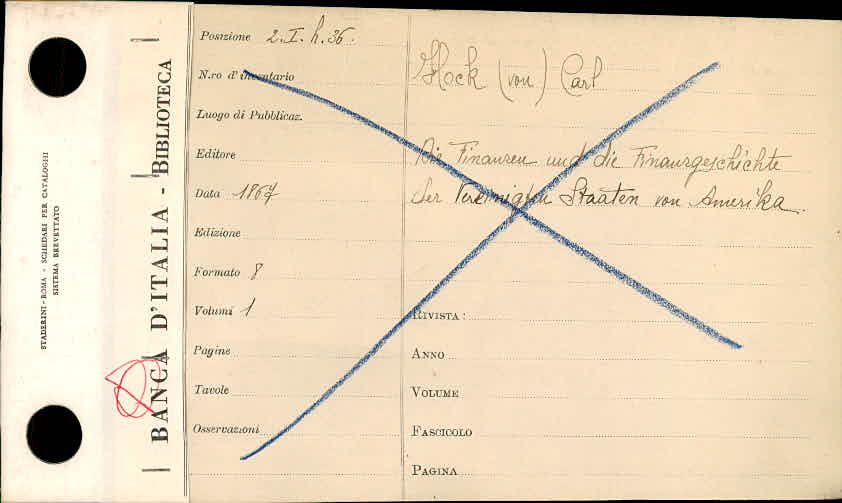 STADERINI - ROMA - SCHEDARI PER CATALOGHI
SISTEMA BREVETTATO
BANCA D'ITALIA - BIBLIOTECA
Posizione 2. I. h. 36.
N.ro d'inventario
Luogo di Pubblicaz.
Editore
Data 1867
Edizione
Formato 8
Volumi 1
Pagine
Tavole
Osservazioni
Hock (von) Carl
Die Finanzen und die Finanzgeschichte
der Vereinigten Staaten von Amerika.
RIVISTA:
ANNO
VOLUME
FASCICOLO
PAGINA